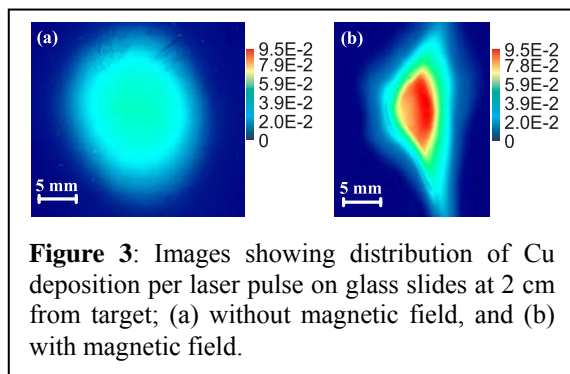 (a)
9.5E-2
7.8E-2
5.9E-2
3.9E-2
2.0E-2
0
5 mm
(b)
9.5E-2
7.8E-2
5.9E-2
3.9E-2
2.0E-2
0
5 mm
Figure 3: Images showing distribution of Cu
deposition per laser pulse on glass slides at 2 cm
from target; (a) without magnetic field, and (b)
with magnetic field.